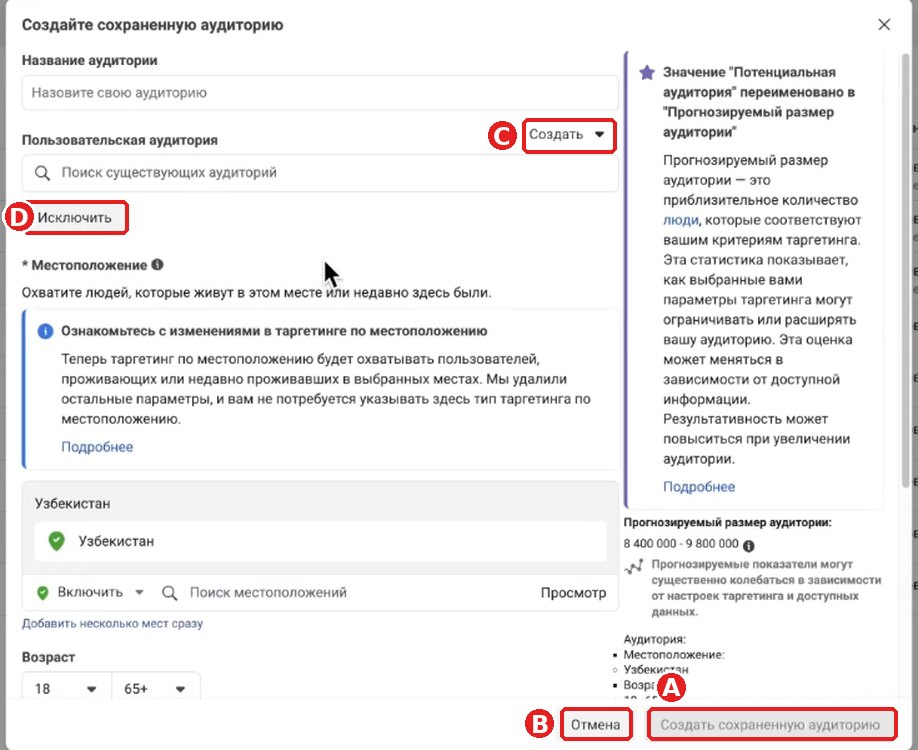 Создайте сохраненную аудиторию
Название аудитории
Назовите свою аудиторию
Пользовательская аудитория
C
Создать
Поиск существующих аудиторий
D
Исключить
* Местоположение
Охватите людей, которые живут в этом месте или недавно здесь были.
Ознакомьтесь с изменениями в таргетинге по местоположению
Теперь таргетинг по местоположению будет охватывать пользователей,
проживающих или недавно проживавших в выбранных местах. Мы удалили
остальные параметры, и вам не потребуется указывать здесь тип таргетинга по
местоположению.
Подробнее
Узбекистан
Узбекистан
Включить
Поиск местоположений
Просмотр
Добавить несколько мест сразу
Возраст
18
65+
Значение "Потенциальная
аудитория" переименовано в
"Прогнозируемый размер
аудитории"
Прогнозируемый размер
аудитории — это
приблизительное количество
люди, которые соответствуют
вашим критериям таргетинга.
Эта статистика показывает,
как выбранные вами
параметры таргетинга могут
ограничивать или расширять
вашу аудиторию. Эта оценка
может меняться в
зависимости от доступной
информации.
Результативность может
повыситься при увеличении
аудитории.
Подробнее
Прогнозируемый размер аудитории:
8 400 000 - 9 800 000
Прогнозируемые показатели могут
существенно колебаться в зависимости
от настроек таргетинга и доступных
данных.
Аудитория:
Местоположение:
Узбекистан
A
B
Отмена
Создать сохраненную аудиторию